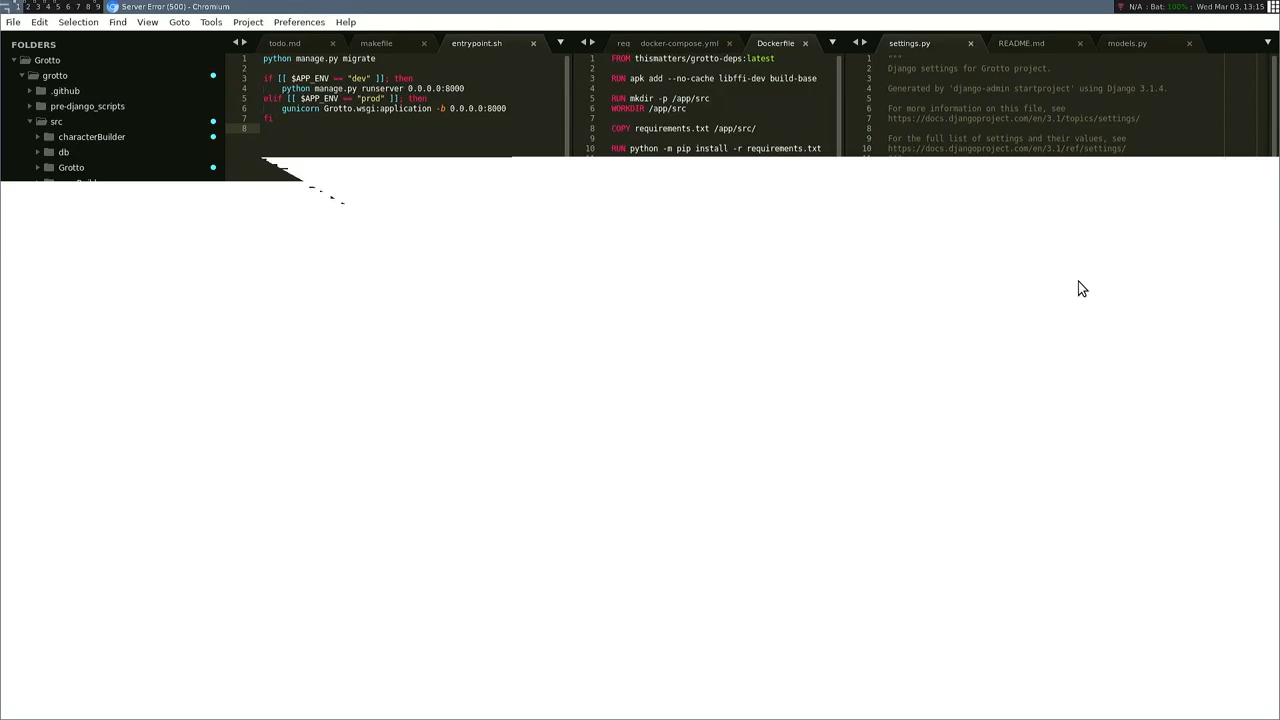 1 2 3 4 5 6 7 8 9 Server Error (500) - Chromium N/A : Bat: 100% : Wed Mar 03, 13:15
File Edit Selection Find View Goto Tools Project Preferences Help
FOLDERS
Grotto
grotto
.github
pre-django_scripts
src
characterBuilder
db
Grotto
todo.md makefile entrypoint.sh
1 python manage.py migrate
2
3 if [[ $APP_ENV == "dev" ]]; then
4 python manage.py runserver 0.0.0.0:8000
5 elif [[ $APP_ENV == "prod" ]]; then
6 gunicorn Grotto.wsgi:application -b 0.0.0.0:8000
7 fi
8
req docker-compose.yml Dockerfile
1 FROM thismatters/grotto-deps:latest
2
3 RUN apk add --no-cache libffi-dev build-base
4
5 RUN mkdir -p /app/src
6 WORKDIR /app/src
7
8 COPY requirements.txt /app/src/
9
10 RUN python -m pip install -r requirements.txt
settings.py README.md models.py
1 """
2 Django settings for Grotto project.
3
4 Generated by 'django-admin startproject' using Django 3.1.4.
5
6 For more information on this file, see
7 https://docs.djangoproject.com/en/3.1/topics/settings/
8
9 For the full list of settings and their values, see
10 https://docs.djangoproject.com/en/3.1/ref/settings/